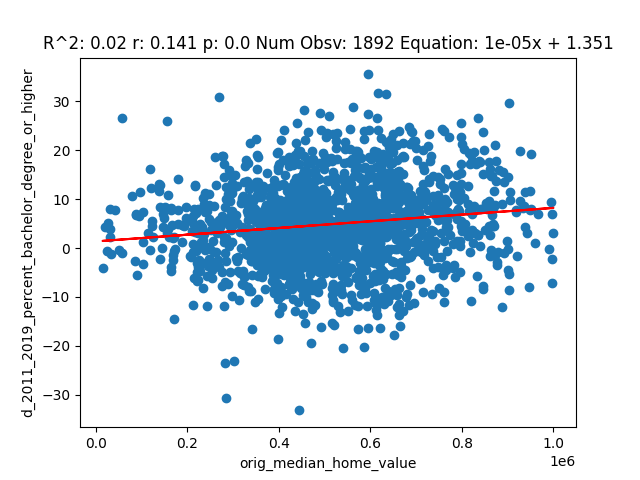 R^2: 0.02 r: 0.141 p: 0.0 Num Obsv: 1892 Equation: 1e-05x + 1.351
d_2011_2019_percent_bachelor_degree_or_higher
30
20
10
0
−10
−20
−30
0.0 0.2 0.4 0.6 0.8 1.0
1e6
orig_median_home_value